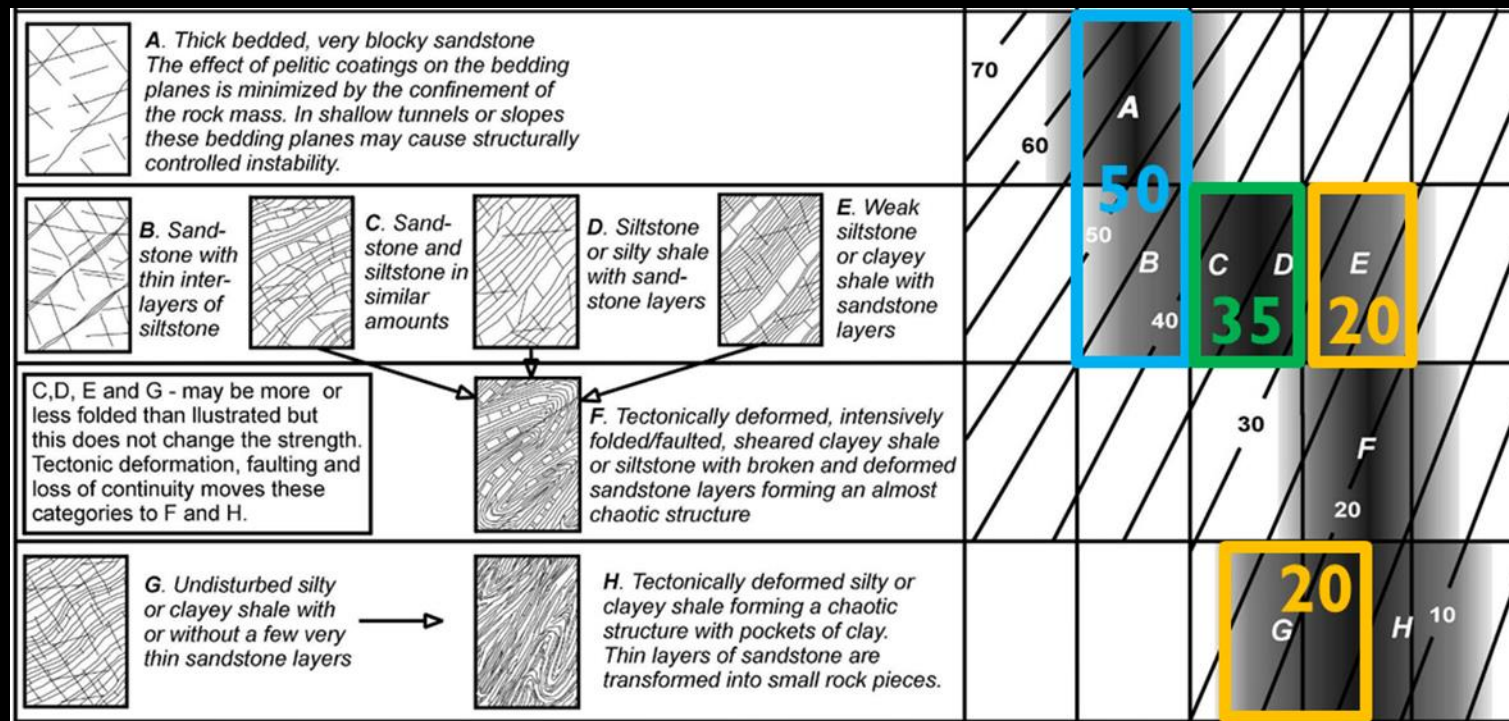 A. Thick bedded, very blocky sandstone
The effect of pelitic coatings on the bedding
planes is minimized by the confinement of
the rock mass. In shallow tunnels or slopes
these bedding planes may cause structurally
controlled instability.
70
60
A
50
B. Sand-
stone with
thin inter-
layers of
siltstone
C. Sand-
stone and
siltstone in
similar
amounts
D. Siltstone
or silty shale
with sand-
stone layers
E. Weak
siltstone
or clayey
shale with
sandstone
layers
50
B
40
C
D
35
E
20
C,D, E and G - may be more or
less folded than llustrated but
this does not change the strength.
Tectonic deformation, faulting and
loss of continuity moves these
categories to F and H.
F. Tectonically deformed, intensively
folded/faulted, sheared clayey shale
or siltstone with broken and deformed
sandstone layers forming an almost
chaotic structure
30
F
20
G. Undisturbed silty
or clayey shale with
or without a few very
thin sandstone layers
H. Tectonically deformed silty or
clayey shale forming a chaotic
structure with pockets of clay.
Thin layers of sandstone are
transformed into small rock pieces.
20
G
H
10